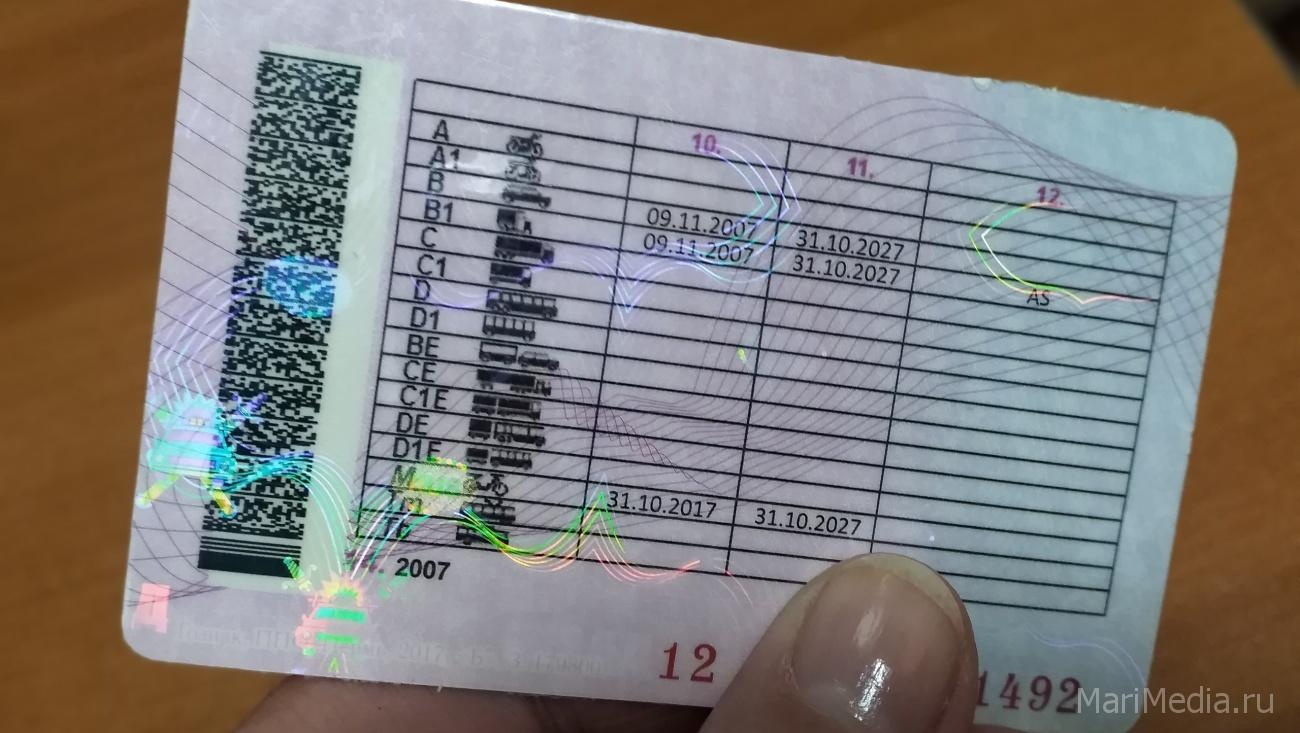 10. 11. 12.
A
A1
B 09.11.2007 31.10.2027
B1 09.11.2007 31.10.2027 AS
C
C1
D
D1
BE
CE
C1E
DE
D1E
M 31.10.2017 31.10.2027
2007
12 1492
MariMedia.ru